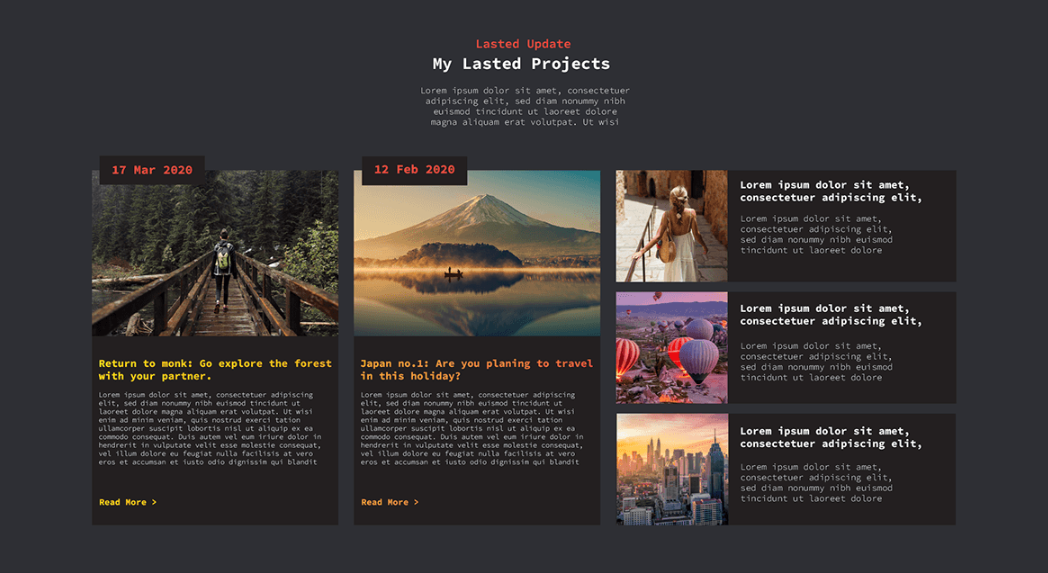 Lasted Update
My Lasted Projects
Lorem ipsum dolor sit amet, consectetuer
adipiscing elit, sed diam nonummy nibh
euismod tincidunt ut laoreet dolore
magna aliquam erat volutpat. Ut wisi
17 Mar 2020
Return to monk: Go explore the forest
with your partner.
Lorem ipsum dolor sit amet, consectetuer adipiscing
elit, sed diam nonummy nibh euismod tincidunt ut
laoreet dolore magna aliquam erat volutpat. Ut wisi
enim ad minim veniam, quis nostrud exerci tation
ullamcorper suscipit lobortis nisl ut aliquip ex ea
commodo consequat. Duis autem vel eum iriure dolor in
hendrerit in vulputate velit esse molestie consequat,
vel illum dolore eu feugiat nulla facilisis at vero
eros et accumsan et iusto odio dignissim qui blandit
Read More >
12 Feb 2020
Japan no.1: Are you planing to travel
in this holiday?
Lorem ipsum dolor sit amet, consectetuer adipiscing
elit, sed diam nonummy nibh euismod tincidunt ut
laoreet dolore magna aliquam erat volutpat. Ut wisi
enim ad minim veniam, quis nostrud exerci tation
ullamcorper suscipit lobortis nisl ut aliquip ex ea
commodo consequat. Duis autem vel eum iriure dolor in
hendrerit in vulputate velit esse molestie consequat,
vel illum dolore eu feugiat nulla facilisis at vero
eros et accumsan et iusto odio dignissim qui blandit
Read More >
Lorem ipsum dolor sit amet,
consectetuer adipiscing elit,
Lorem ipsum dolor sit amet,
consectetuer adipiscing elit,
sed diam nonummy nibh euismod
tincidunt ut laoreet dolore
Lorem ipsum dolor sit amet,
consectetuer adipiscing elit,
Lorem ipsum dolor sit amet,
consectetuer adipiscing elit,
sed diam nonummy nibh euismod
tincidunt ut laoreet dolore
Lorem ipsum dolor sit amet,
consectetuer adipiscing elit,
Lorem ipsum dolor sit amet,
consectetuer adipiscing elit,
sed diam nonummy nibh euismod
tincidunt ut laoreet dolore